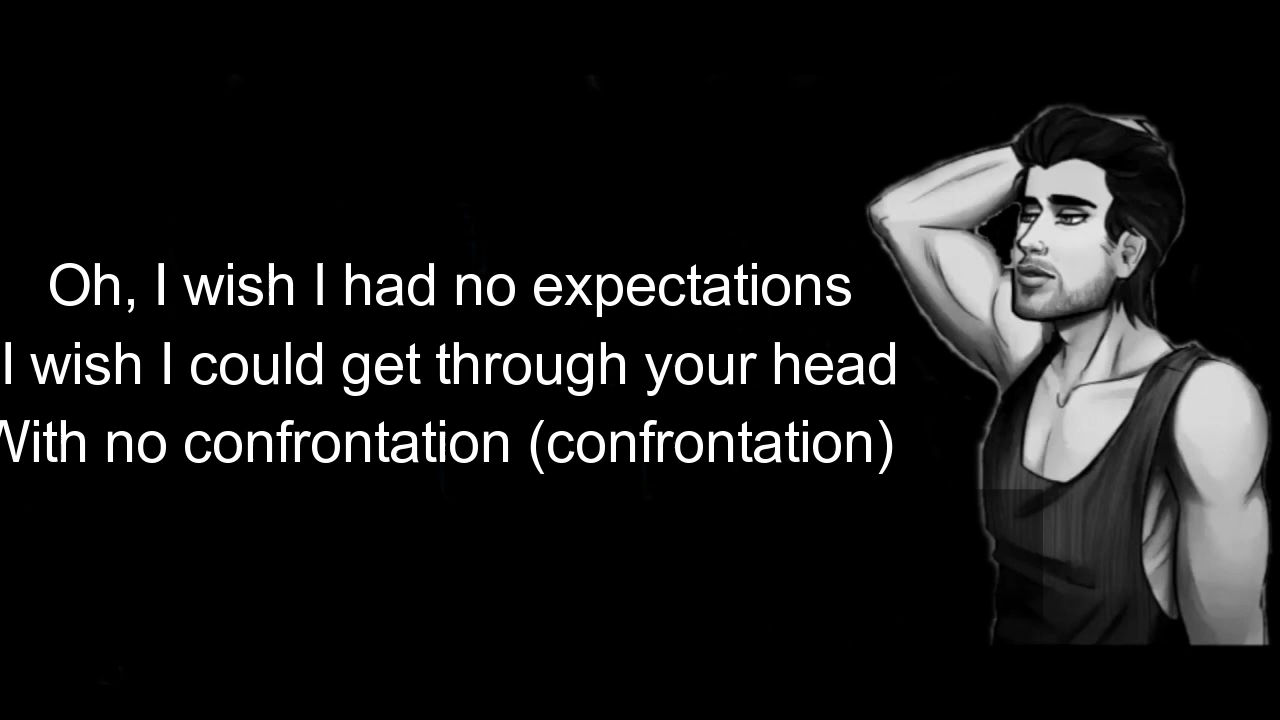 Oh, I wish I had no expectations
I wish I could get through your head
With no confrontation (confrontation)